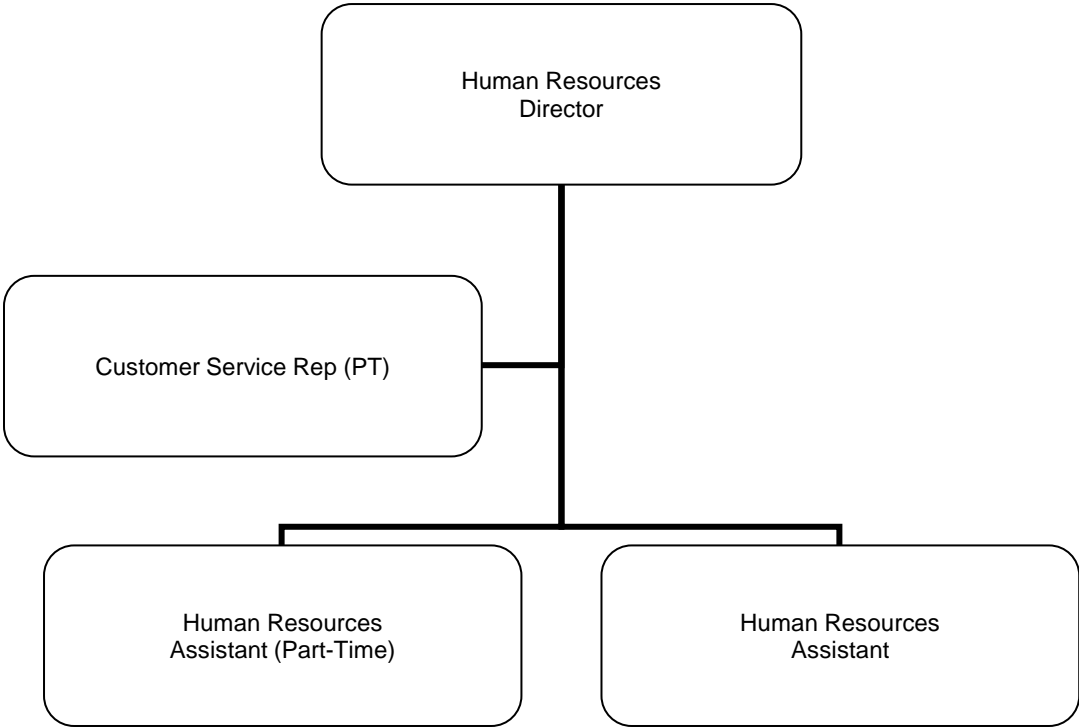 Human Resources
Director
Customer Service Rep (PT)
Human Resources
Assistant (Part-Time)
Human Resources
Assistant